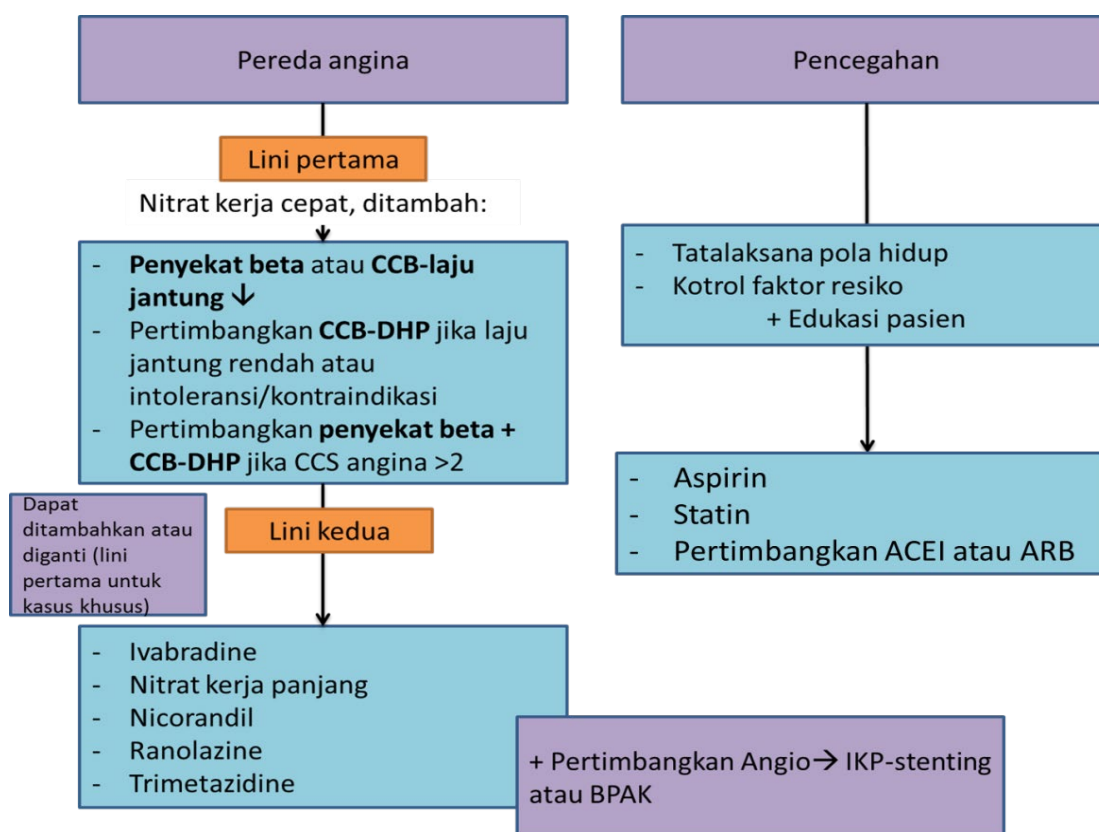 Pereda angina
Lini pertama
Nitrat kerja cepat, ditambah:
- Penyekat beta atau CCB-laju
jantung ↓
- Pertimbangkan CCB-DHP jika laju
jantung rendah atau
intoleransi/kontraindikasi
- Pertimbangkan penyekat beta +
CCB-DHP jika CCS angina >2
Dapat
ditambahkan atau
diganti (lini
pertama untuk
kasus khusus)
Lini kedua
- Ivabradine
- Nitrat kerja panjang
- Nicorandil
- Ranolazine
- Trimetazidine
+ Pertimbangkan Angio→ IKP-stenting
atau BPAK
Pencegahan
- Tatalaksana pola hidup
- Kotrol faktor resiko
+ Edukasi pasien
- Aspirin
- Statin
- Pertimbangkan ACEI atau ARB